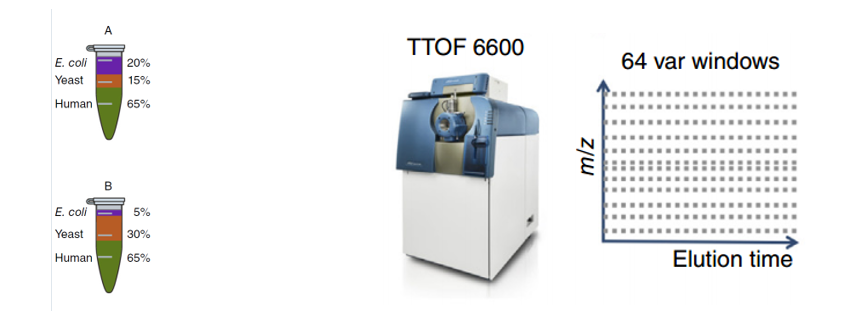 A
E. coli 20%
Yeast 15%
Human 65%
B
E. coli 5%
Yeast 30%
Human 65%
TTOF 6600
64 var windows
m/z
Elution time